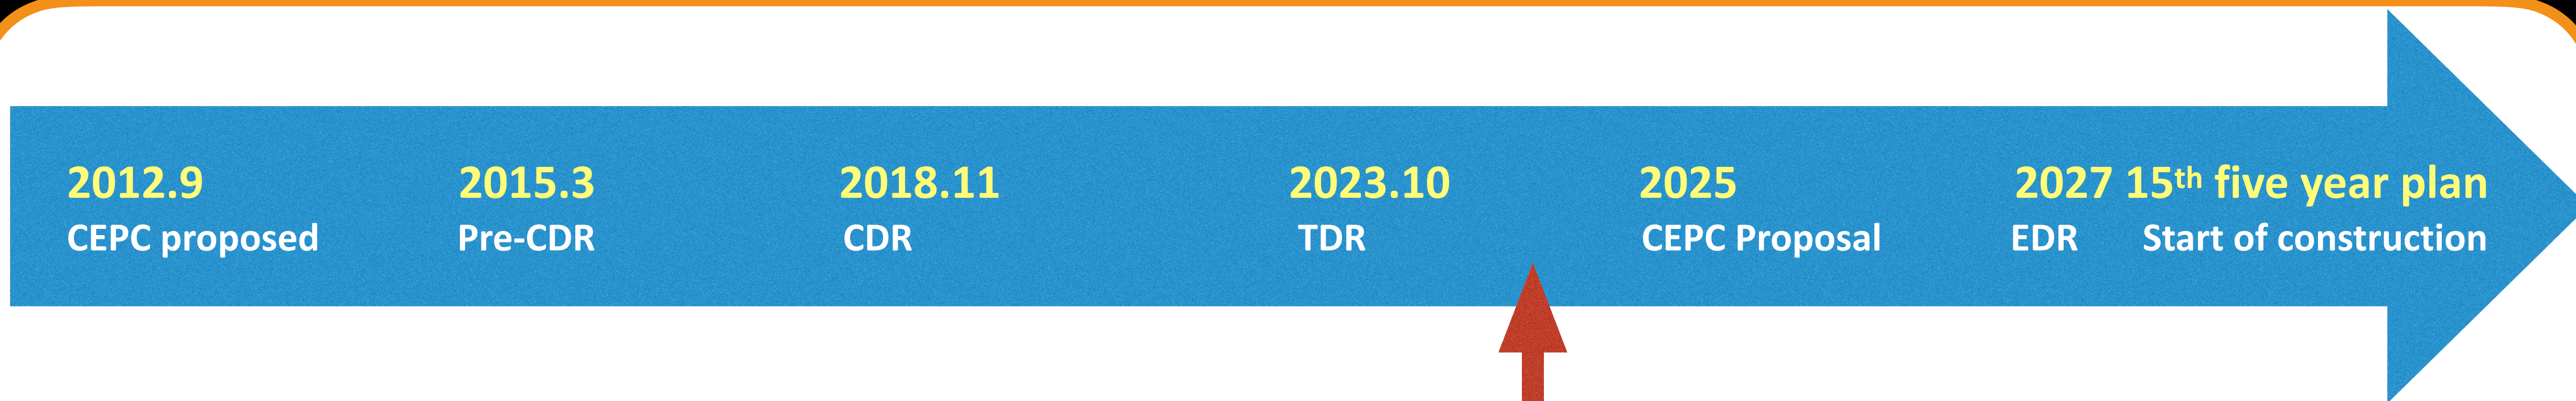 2012.9 2015.3 2018.11 2023.10 2025 2027 15th five year plan
CEPC proposed Pre-CDR CDR TDR CEPC Proposal EDR Start of construction